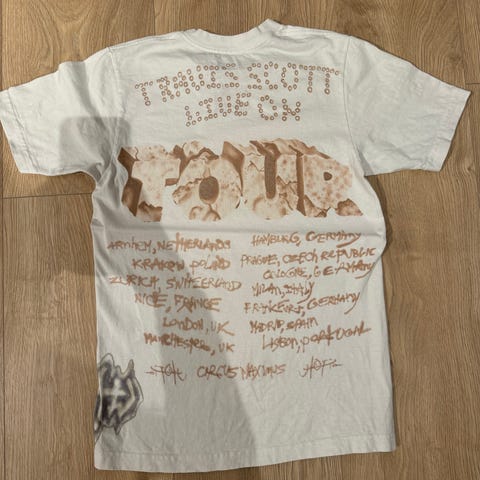 TRAVIS SCOTT
LIVE ON
TOUR
ARNHEM, NETHERLANDS
KRAKOW, POLAND
ZURICH, SWITZERLAND
NICE, FRANCE
LONDON, UK
MANCHESTER, UK
HAMBURG, GERMANY
PRAGUE, CZECH REPUBLIC
COLOGNE, GERMANY
MILAN, ITALY
FRANKFURT, GERMANY
MADRID, SPAIN
LISBON, PORTUGAL
CIRCUS MAXIMUS